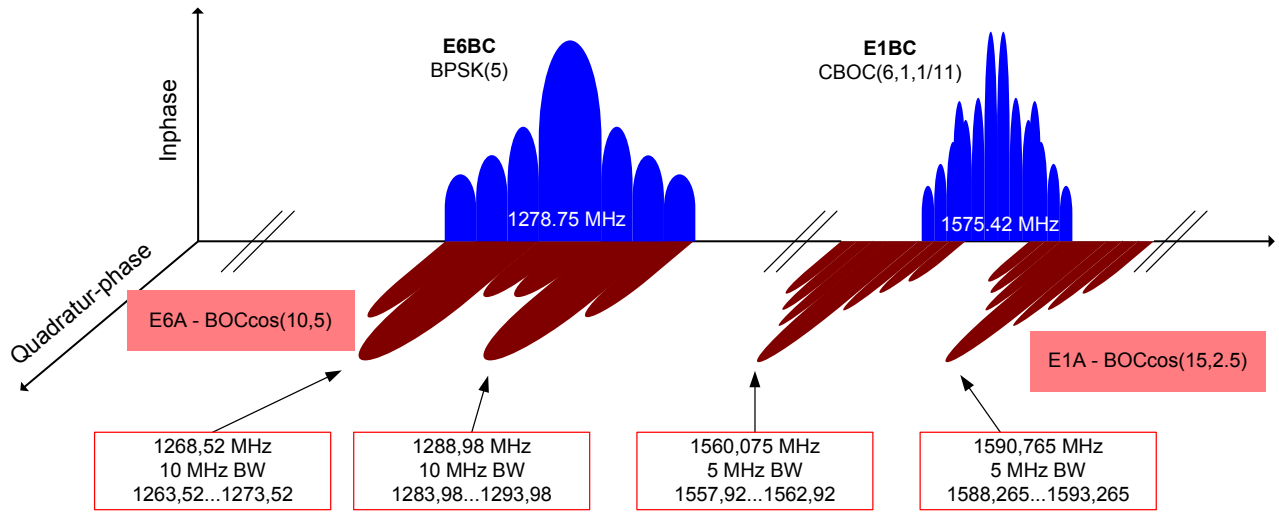 Inphase
Quadratur-phase
E6BC
BPSK(5)
E1BC
CBOC(6,1,1/11)
1278.75 MHz
1575.42 MHz
E6A - BOCcos(10,5)
E1A - BOCcos(15,2.5)
1268,52 MHz
10 MHz BW
1263,52...1273,52
1288,98 MHz
10 MHz BW
1283,98...1293,98
1560,075 MHz
5 MHz BW
1557,92...1562,92
1590,765 MHz
5 MHz BW
1588,265...1593,265